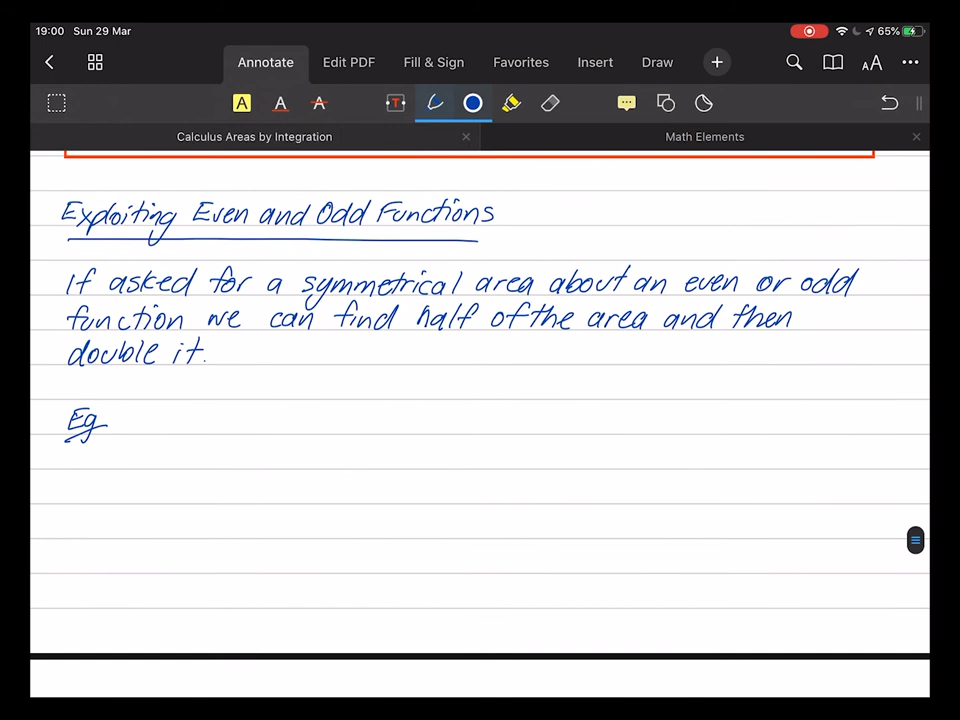 19:00 Sun 29 Mar 65%
Annotate Edit PDF Fill & Sign Favorites Insert Draw
A A A T AA
Calculus Areas by Integration Math Elements
Exploiting Even and Odd Functions
If asked for a symmetrical area about an even or odd
function we can find half of the area and then
double it.
Eg